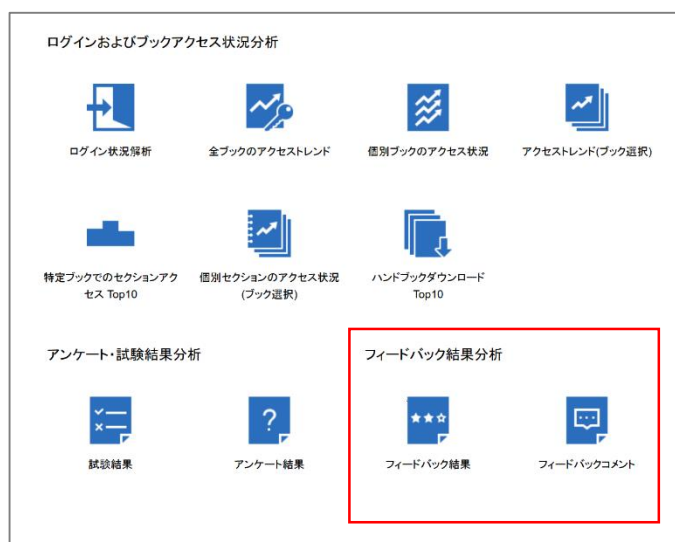 ログインおよびブックアクセス状況分析
ログイン状況解析
全ブックのアクセストレンド
個別ブックのアクセス状況
アクセストレンド(ブック選択)
特定ブックでのセクションアク
セス Top10
個別セクションのアクセス状況
(ブック選択)
ハンドブックダウンロード
Top10
アンケート・試験結果分析
試験結果
アンケート結果
フィードバック結果分析
フィードバック結果
フィードバックコメント